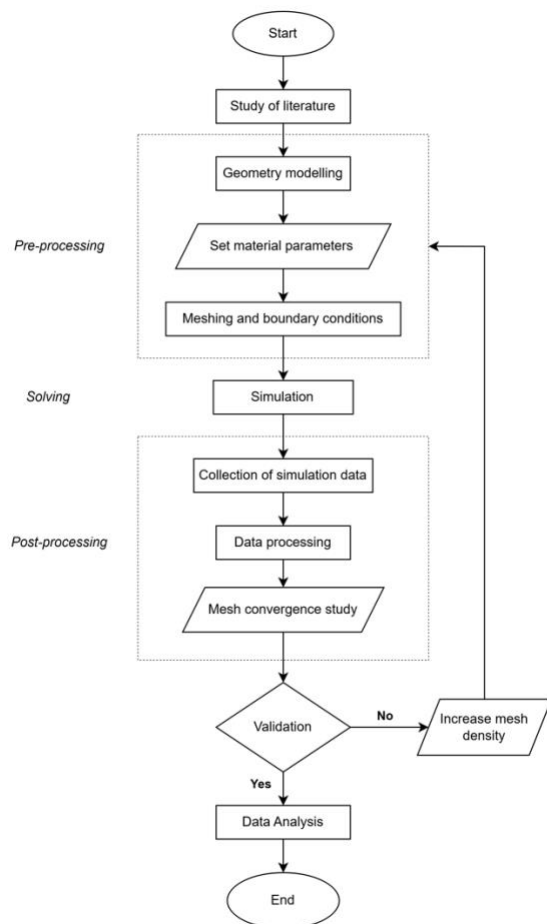 Start
Study of literature
Geometry modelling
Pre-processing
Set material parameters
Meshing and boundary conditions
Solving
Simulation
Collection of simulation data
Post-processing
Data processing
Mesh convergence study
Validation
No
Increase mesh
density
Yes
Data Analysis
End